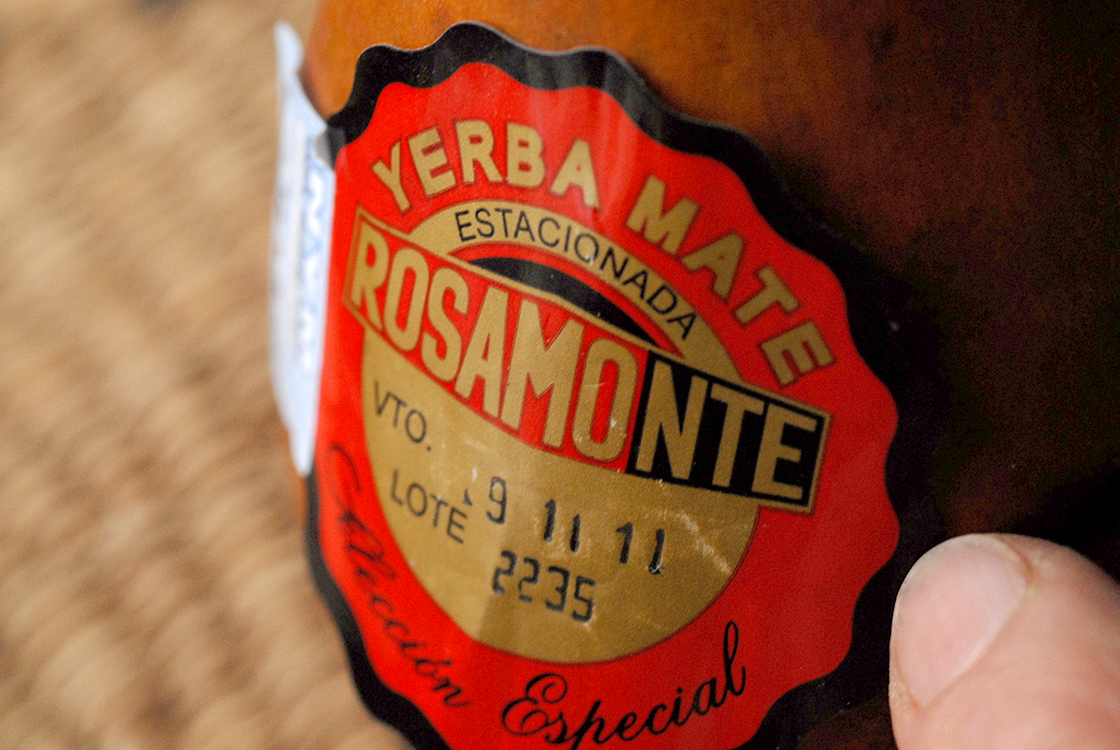 YERBA MATE
ESTACIONADA
ROSAMONTE
VTO. 9 11 11
LOTE 2235
Selección Especial